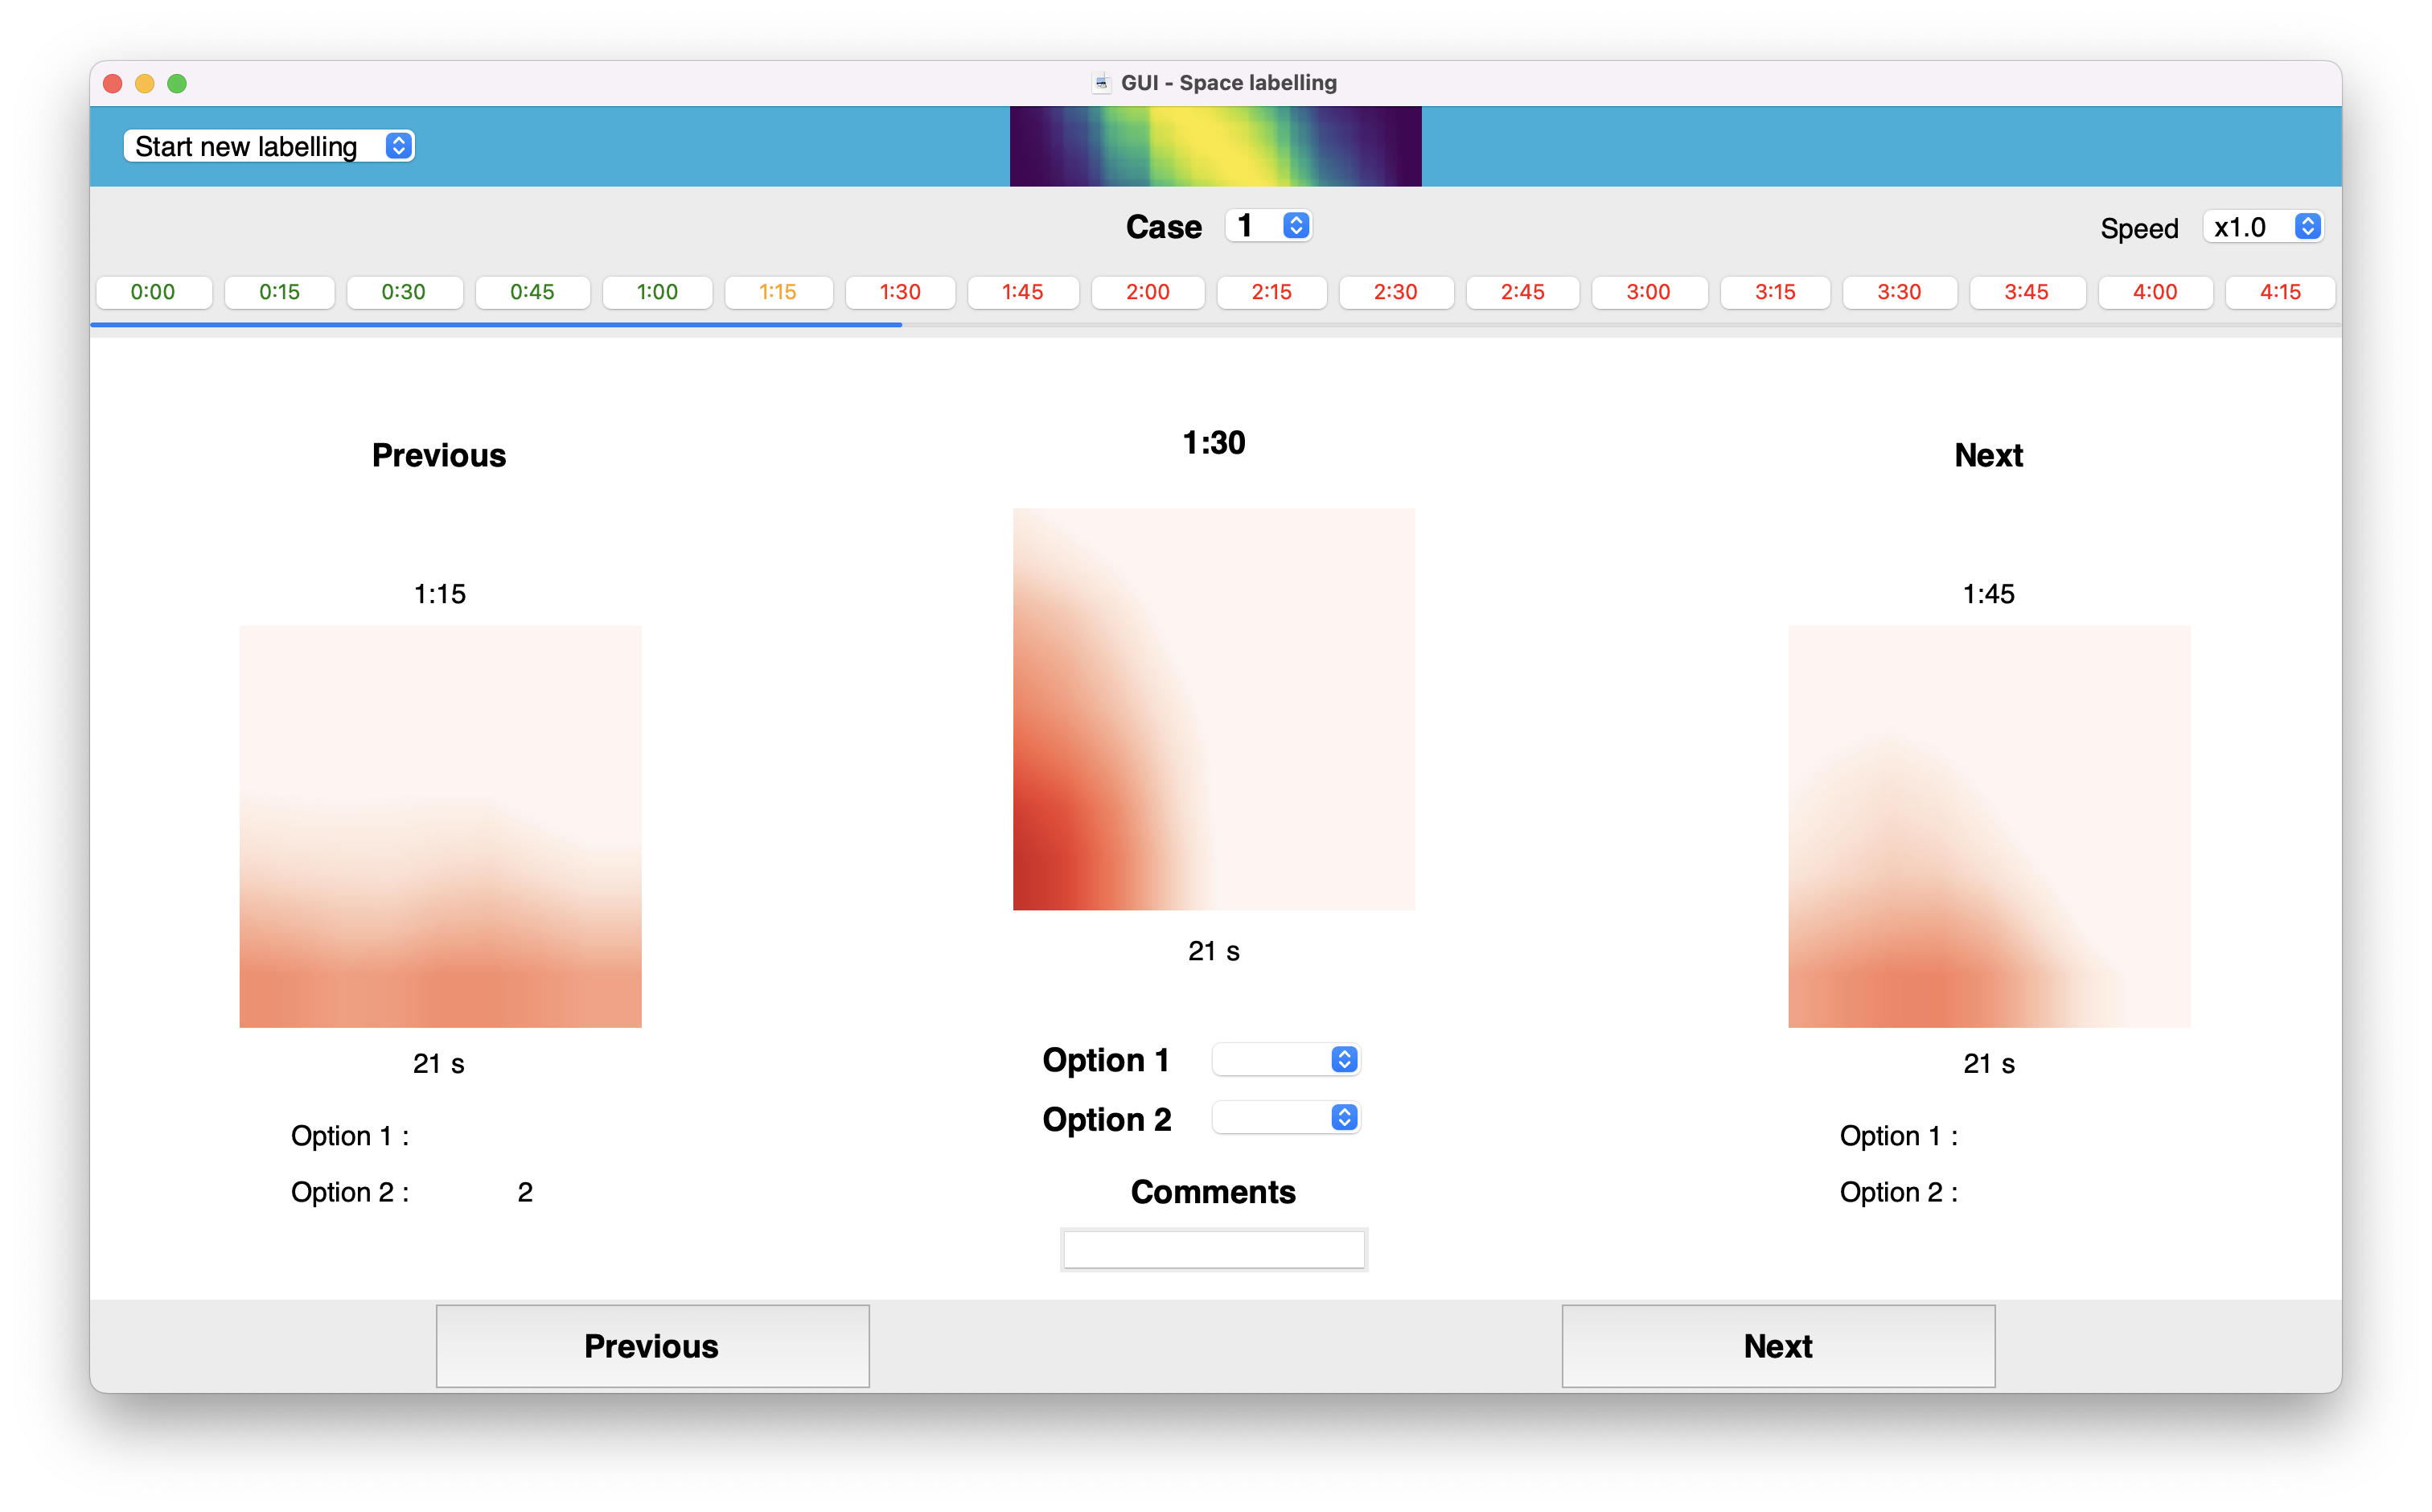 GUI - Space labelling
Start new labelling
Case 1
Speed x1.0
0:00 0:15 0:30 0:45 1:00 1:15 1:30 1:45 2:00 2:15 2:30 2:45 3:00 3:15 3:30 3:45 4:00 4:15
Previous
1:15
21 s
Option 1 :
Option 2 : 2
1:30
21 s
Option 1
Option 2
Comments
Next
1:45
21 s
Option 1 :
Option 2 :
Previous
Next